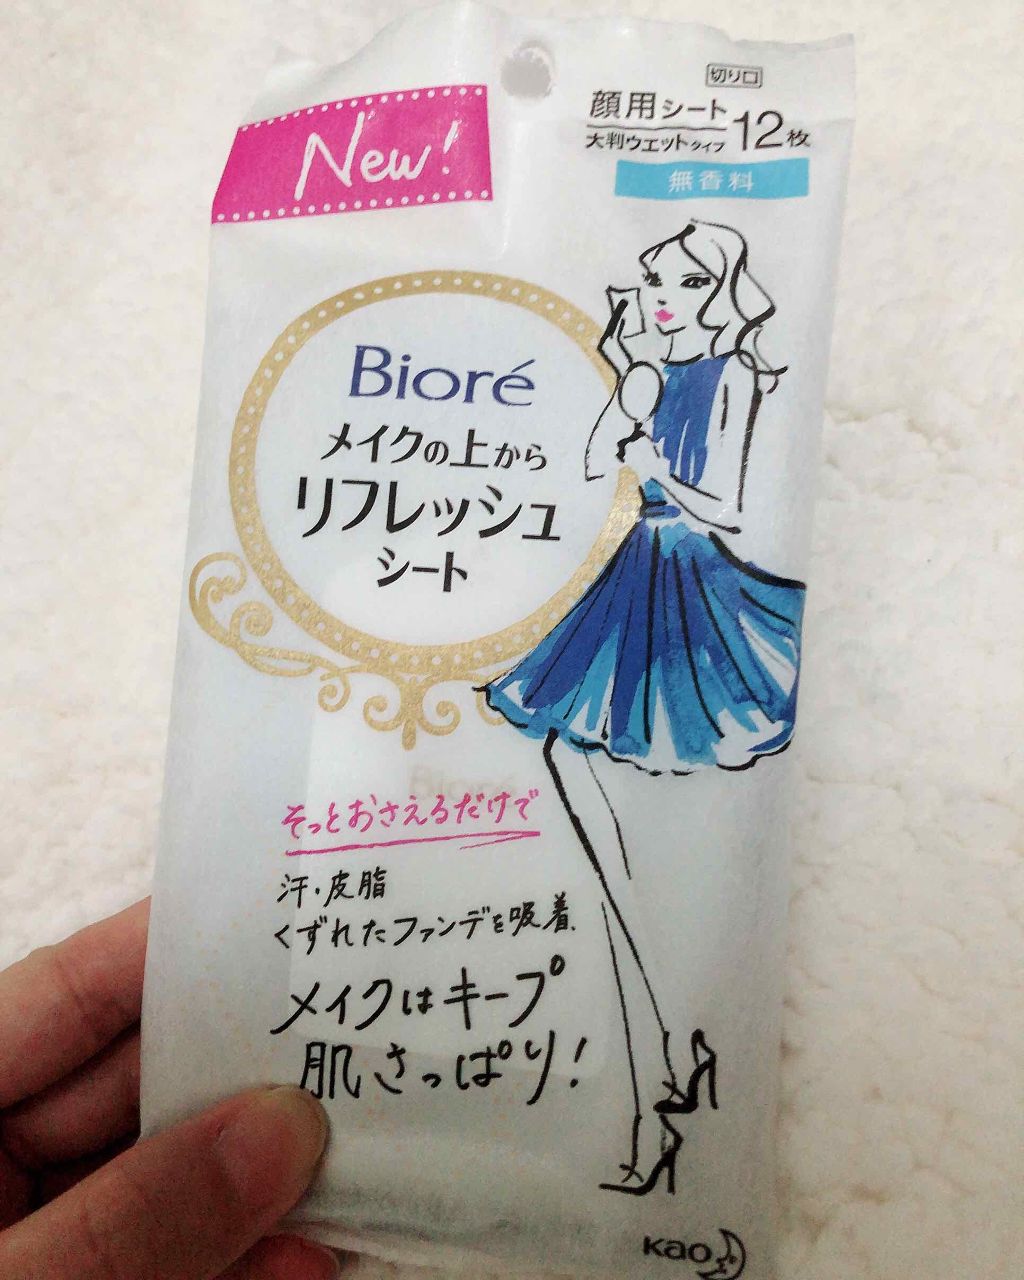 切り口
New!
顔用シート
大判ウエットタイプ 12枚
無香料
Bioré
メイクの上から
リフレッシュ
シート
Bioré
そっとおさえるだけで
汗・皮脂
くずれたファンデを吸着
メイクはキープ
肌さっぱり!
Kao